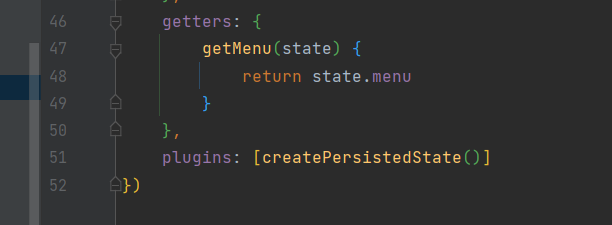 46 getters: {
47 getMenu(state) {
48 return state.menu
49 }
50 },
51 plugins: [createPersistedState()]
52 })